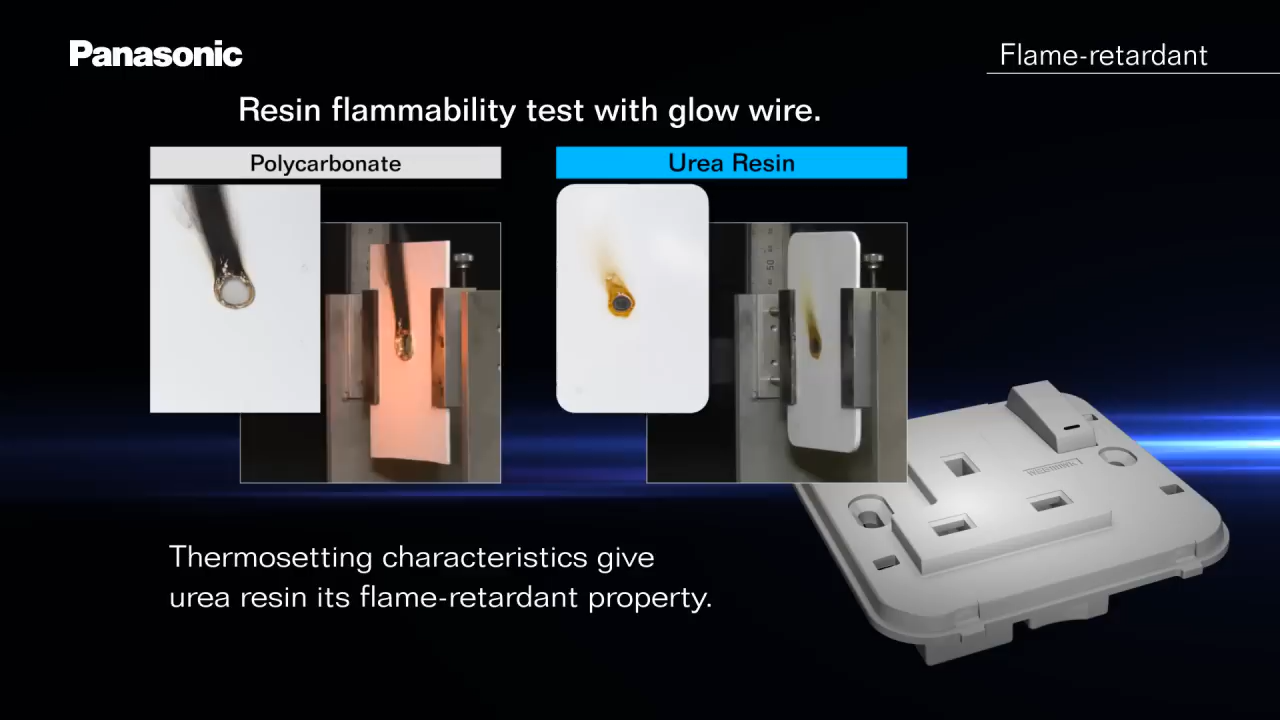 Panasonic
Flame-retardant
Resin flammability test with glow wire.
Polycarbonate
Urea Resin
50
Thermosetting characteristics give
urea resin its flame-retardant property.